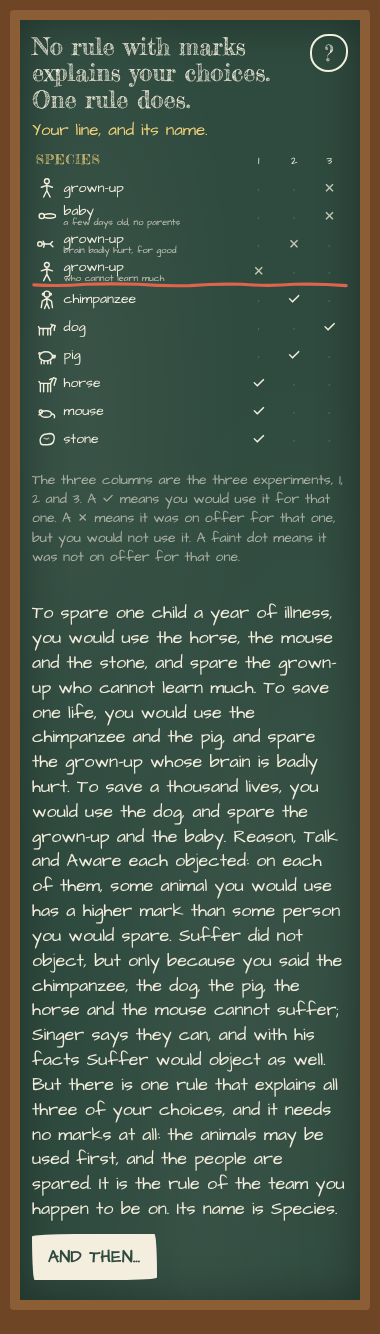 No rule with marks
explains your choices.
One rule does.
?
Your line, and its name.
SPECIES 1 2 3
grown-up · · ✕
baby · · ✕
a few days old, no parents
grown-up · ✕ ·
brain badly hurt, for good
grown-up ✕ · ·
who cannot learn much
chimpanzee · ✓ ·
dog · · ✓
pig · ✓ ·
horse ✓ · ·
mouse ✓ · ·
stone ✓ · ·
The three columns are the three experiments, 1,
2 and 3. A ✓ means you would use it for that
one. A ✕ means it was on offer for that one,
but you would not use it. A faint dot means it
was not on offer for that one.
To spare one child a year of illness,
you would use the horse, the mouse
and the stone, and spare the grown-
up who cannot learn much. To save
one life, you would use the
chimpanzee and the pig, and spare
the grown-up whose brain is badly
hurt. To save a thousand lives, you
would use the dog, and spare the
grown-up and the baby. Reason, Talk
and Aware each objected: on each
of them, some animal you would use
has a higher mark than some person
you would spare. Suffer did not
object, but only because you said the
chimpanzee, the dog, the pig, the
horse and the mouse cannot suffer;
Singer says they can, and with his
facts Suffer would object as well.
But there is one rule that explains all
three of your choices, and it needs
no marks at all: the animals may be
used first, and the people are
spared. It is the rule of the team you
happen to be on. Its name is Species.
AND THEN...